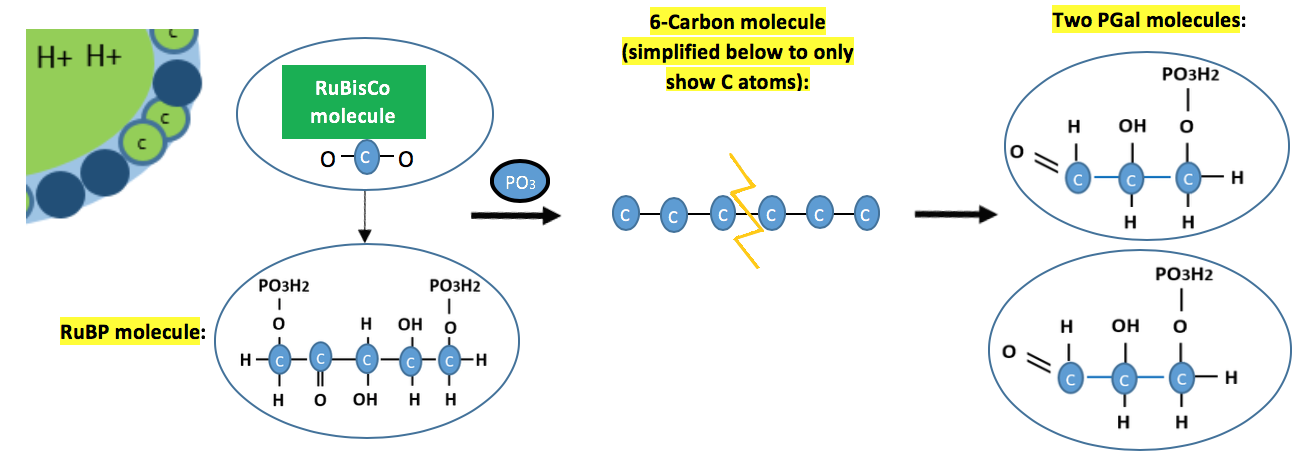 H+ H+
C
C
C
RuBisCo
molecule
O C O
PO3
6-Carbon molecule
(simplified below to only
show C atoms):
C C C C C C
RuBP molecule:
PO3H2 PO3H2
O H OH O
H C C C C C H
H O OH H H
Two PGal molecules:
PO3H2
H OH O
O
C C C H
H H
PO3H2
H OH O
O
C C C H
H H